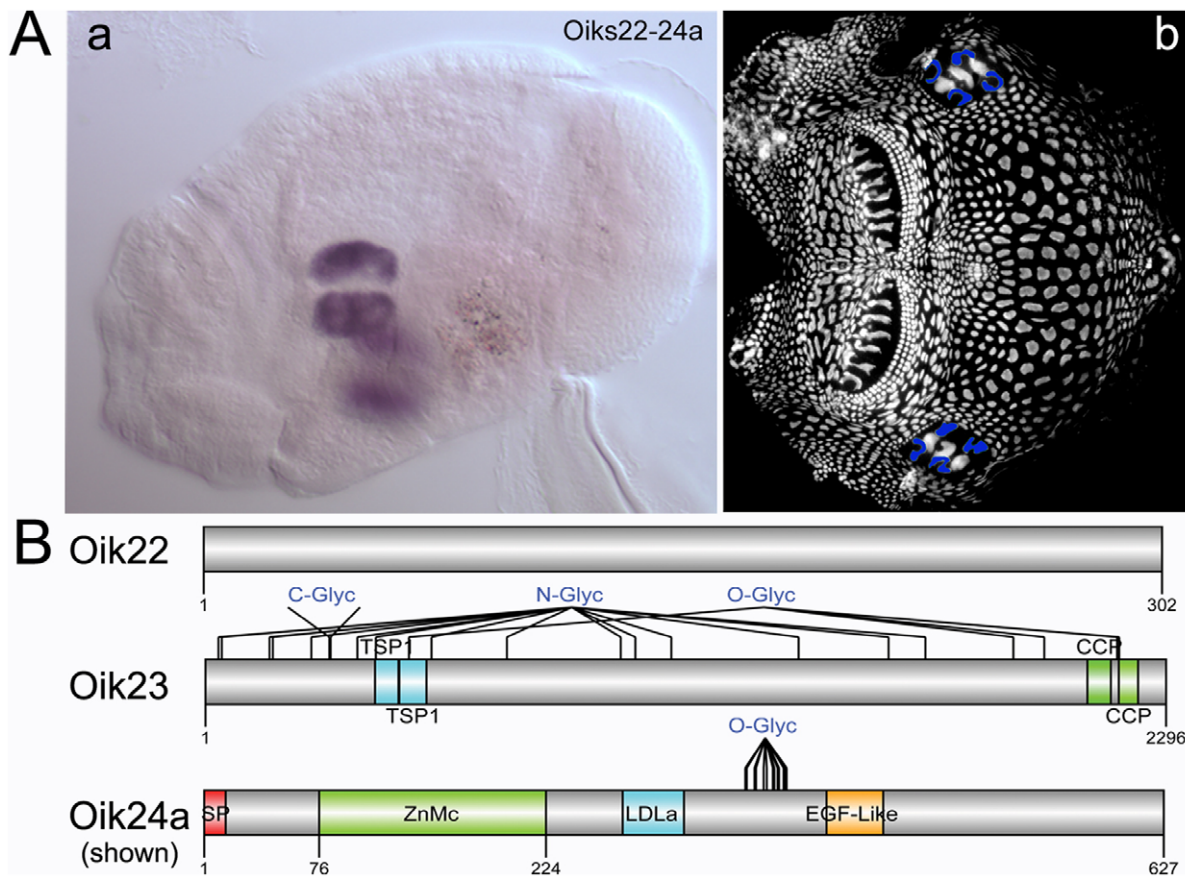 A
a
Oiks22-24a
b
B
Oik22
1
302
C-Glyc
N-Glyc
O-Glyc
TSP1
CCP
Oik23
TSP1
CCP
1
2296
O-Glyc
Oik24a
(shown)
SP
ZnMc
LDLa
EGF-Like
1
76
224
627